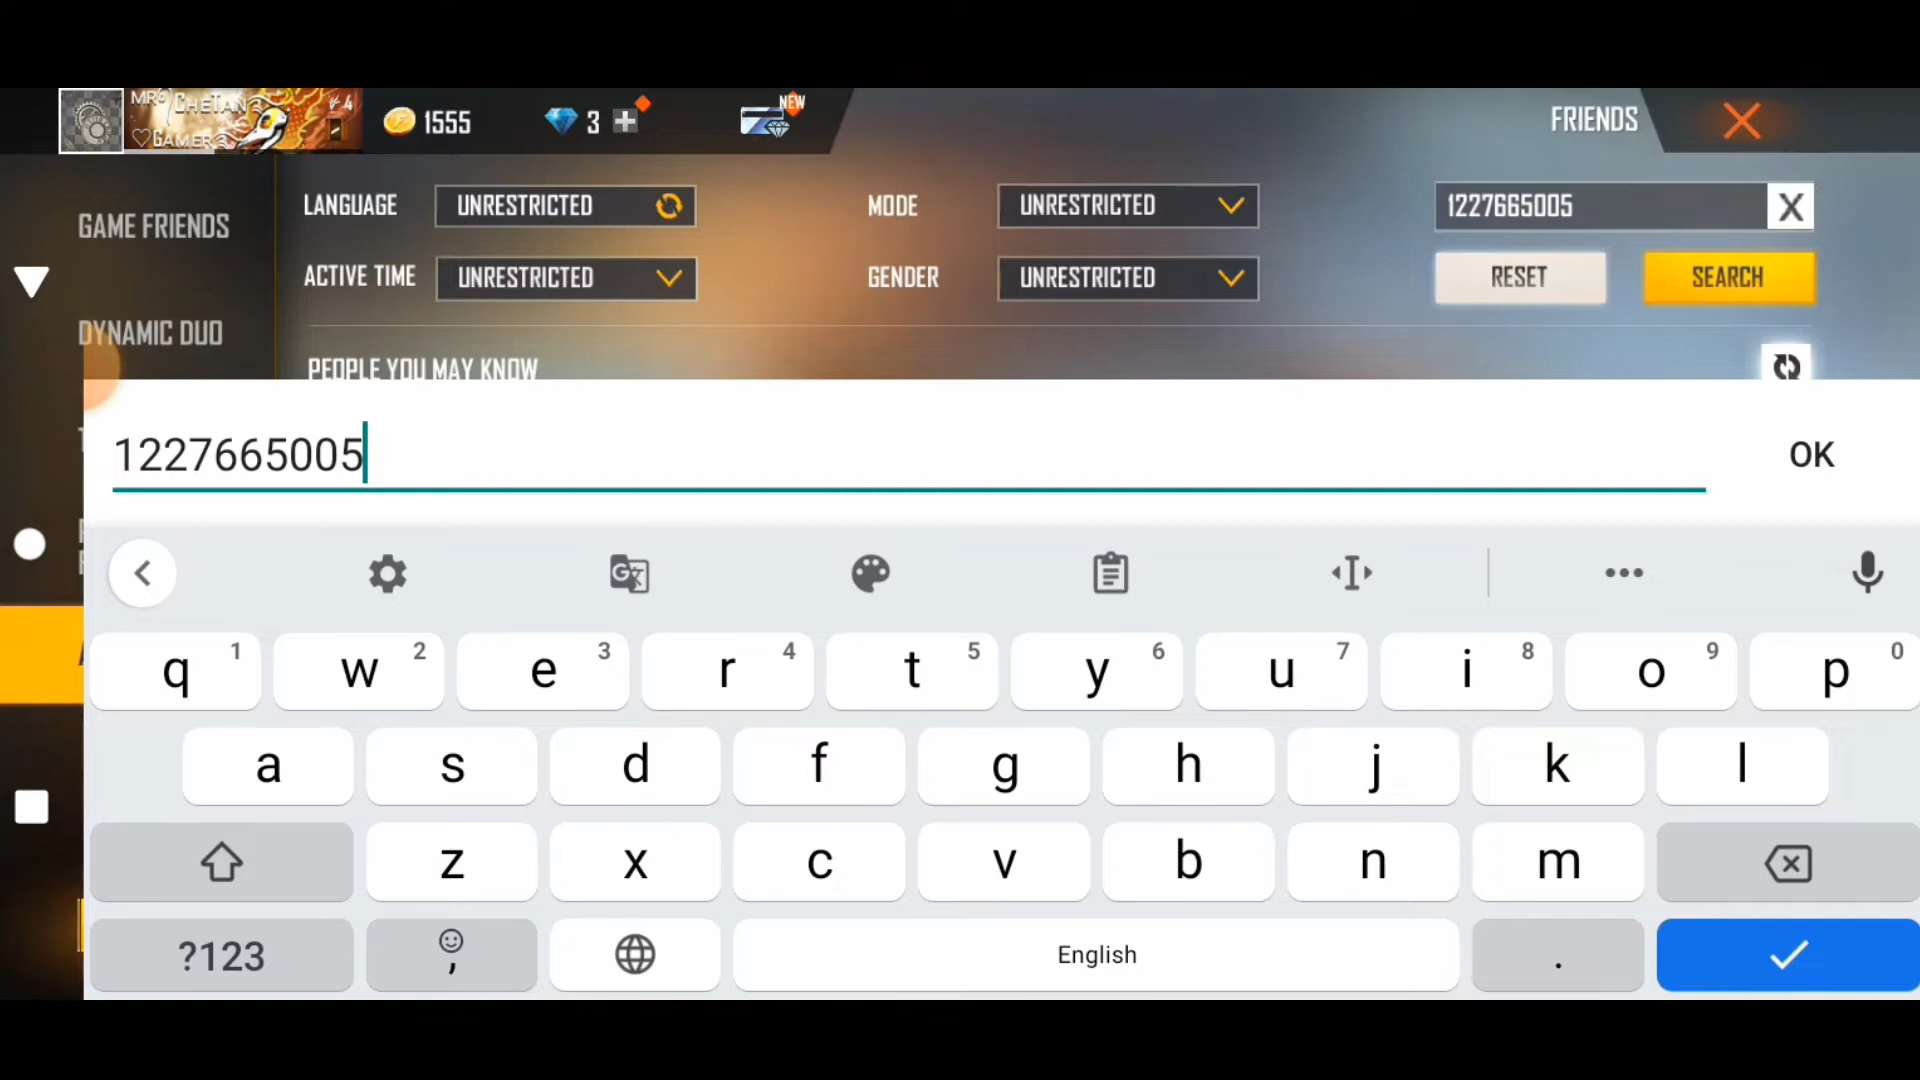 MR CHETAN
GAMER
4
1555
3
NEW
FRIENDS
LANGUAGE UNRESTRICTED MODE UNRESTRICTED 1227665005 X
GAME FRIENDS
ACTIVE TIME UNRESTRICTED GENDER UNRESTRICTED RESET SEARCH
DYNAMIC DUO
PEOPLE YOU MAY KNOW
1227665005 OK
q 1 w 2 e 3 r 4 t 5 y 6 u 7 i 8 o 9 p 0
a s d f g h j k l
z x c v b n m
?123 , English .